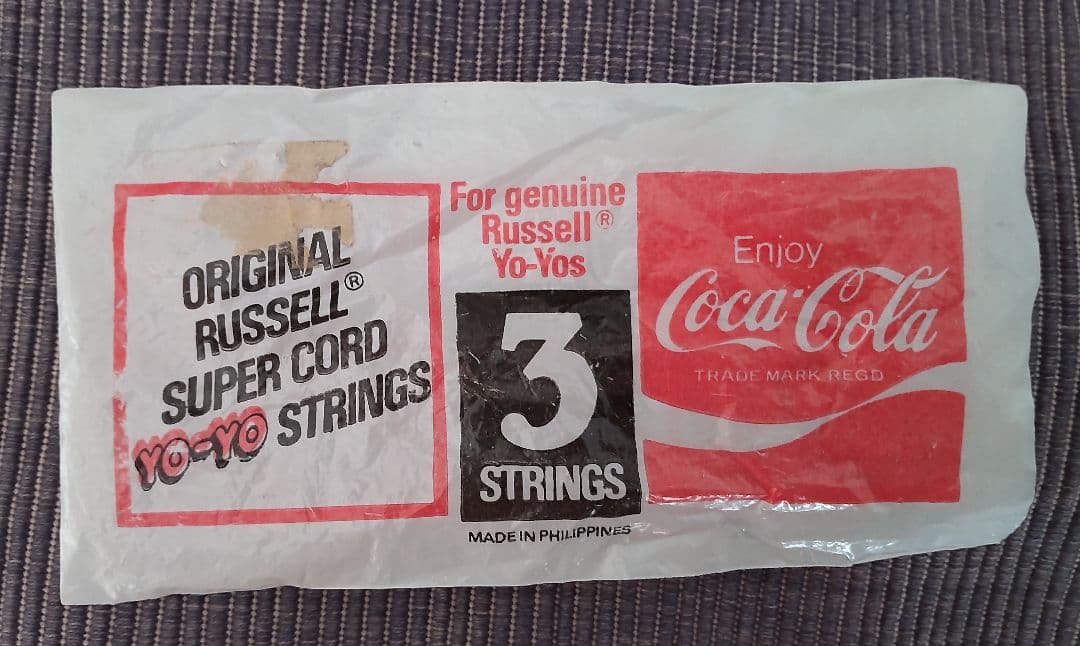 ORIGINAL
RUSSELL®
SUPER CORD
YO-YO STRINGS
For genuine
Russell®
Yo-Yos
3
STRINGS
MADE IN PHILIPPINES
Enjoy
Coca-Cola
TRADE MARK REGD